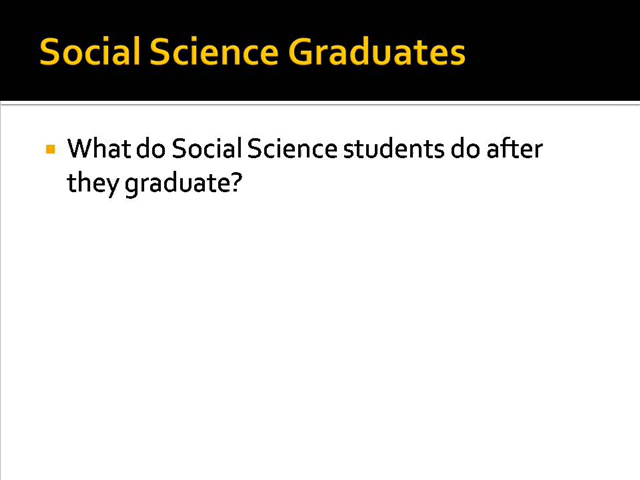 Social Science Graduates
What do Social Science students do after
they graduate?